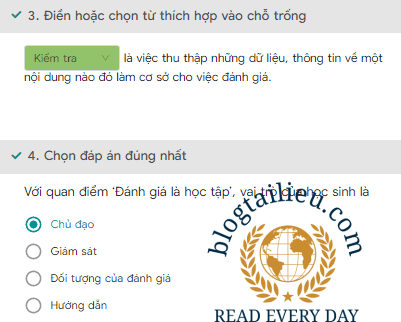 3. Điền hoặc chọn từ thích hợp vào chỗ trống
Kiểm tra là việc thu thập những dữ liệu, thông tin về một
nội dung nào đó làm cơ sở cho việc đánh giá.
4. Chọn đáp án đúng nhất
Với quan điểm 'Đánh giá là học tập', vai trò của học sinh là
Chủ đạo
Giám sát
Đối tượng của đánh giá
Hướng dẫn
blogtailieu.com
READ EVERY DAY